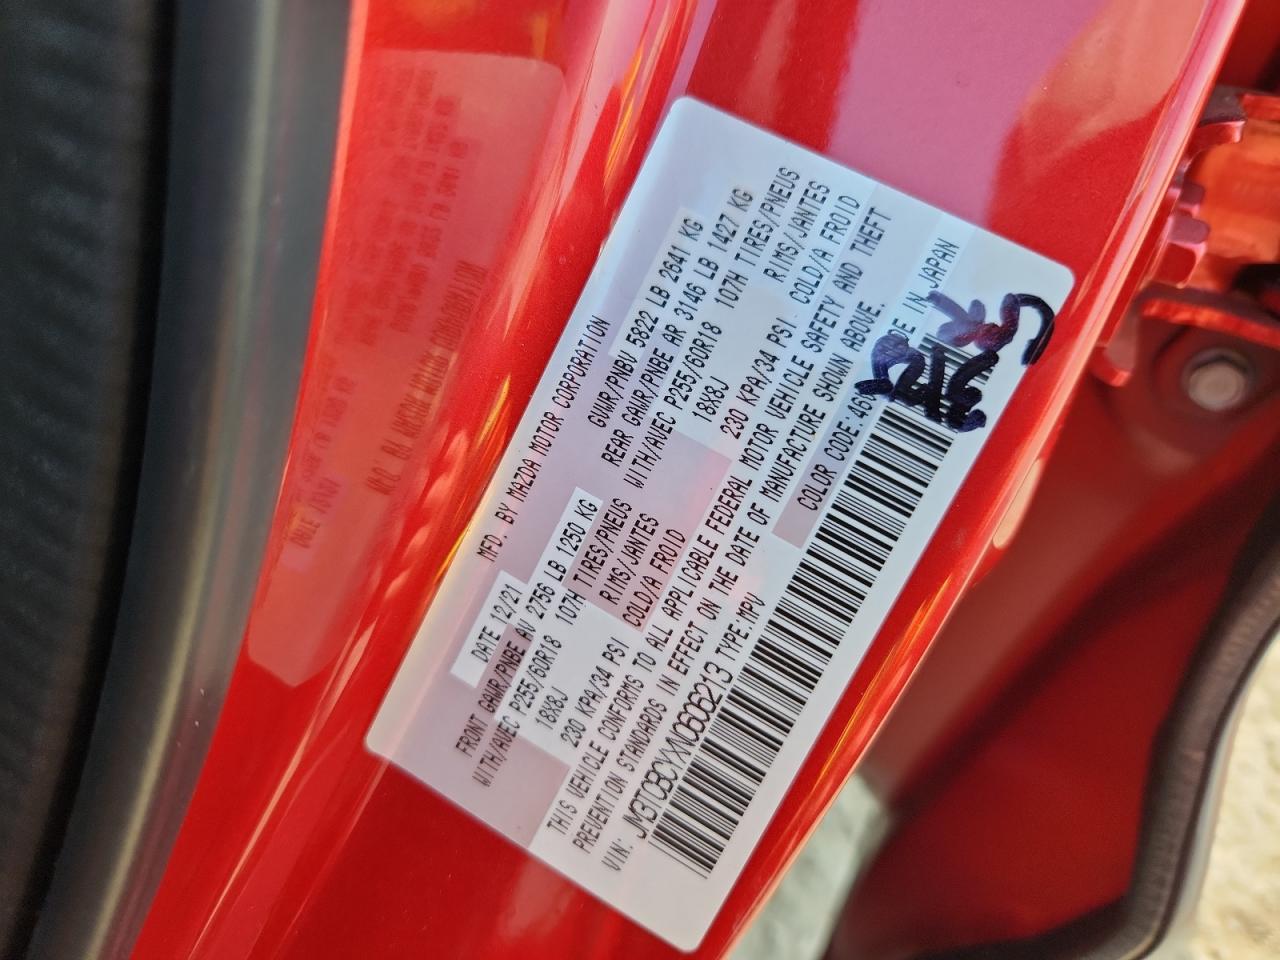 MFD. BY MAZDA MOTOR CORPORATION
DATE 12/21 GVWR/PNBV 5822 LB 2641 KG
FRONT GAWR/PNBE AV 2756 LB 1250 KG REAR GAWR/PNBE AR 3146 LB 1427 KG
WITH/AVEC P255/60R18 107H TIRES/PNEUS WITH/AVEC P255/60R18 107H TIRES/PNEUS
18X8J RIMS/JANTES 18X8J RIMS/JANTES
230 KPA/34 PSI COLD/A FROID 230 KPA/34 PSI COLD/A FROID
THIS VEHICLE CONFORMS TO ALL APPLICABLE FEDERAL MOTOR VEHICLE SAFETY AND THEFT
PREVENTION STANDARDS IN EFFECT ON THE DATE OF MANUFACTURE SHOWN ABOVE.
VIN: JM3TCBCYXN0606213 TYPE:MPV COLOR CODE:46 IN JAPAN